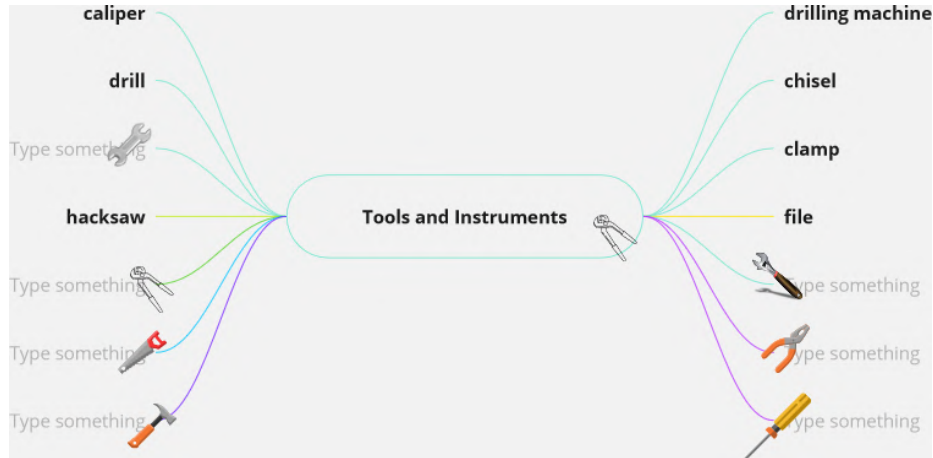 caliper
drill
Type something
hacksaw
Type something
Type something
Type something
Tools and Instruments
drilling machine
chisel
clamp
file
Type something
Type something
Type something